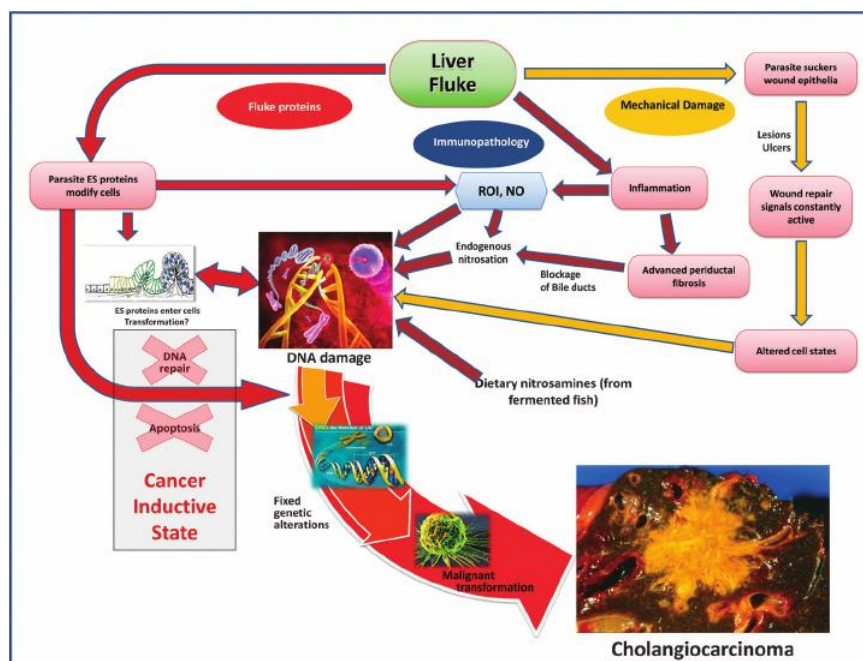 Liver
Fluke
Fluke proteins
Mechanical Damage
Parasite suckers
wound epithelia
Immunopathology
Lesions
Ulcers
Parasite ES proteins
modify cells
ROI, NO
Inflammation
Wound repair
signals constantly
active
Endogenous
nitrosation
Blockage
of Bile ducts
Advanced periductal
fibrosis
ES proteins enter cells
Transformation?
DNA damage
Altered cell states
DNA
repair
Dietary nitrosamines (from
fermented fish)
Apoptosis
Cancer
Inductive
State
Fixed
genetic
alterations
Malignant
transformation
Cholangiocarcinoma